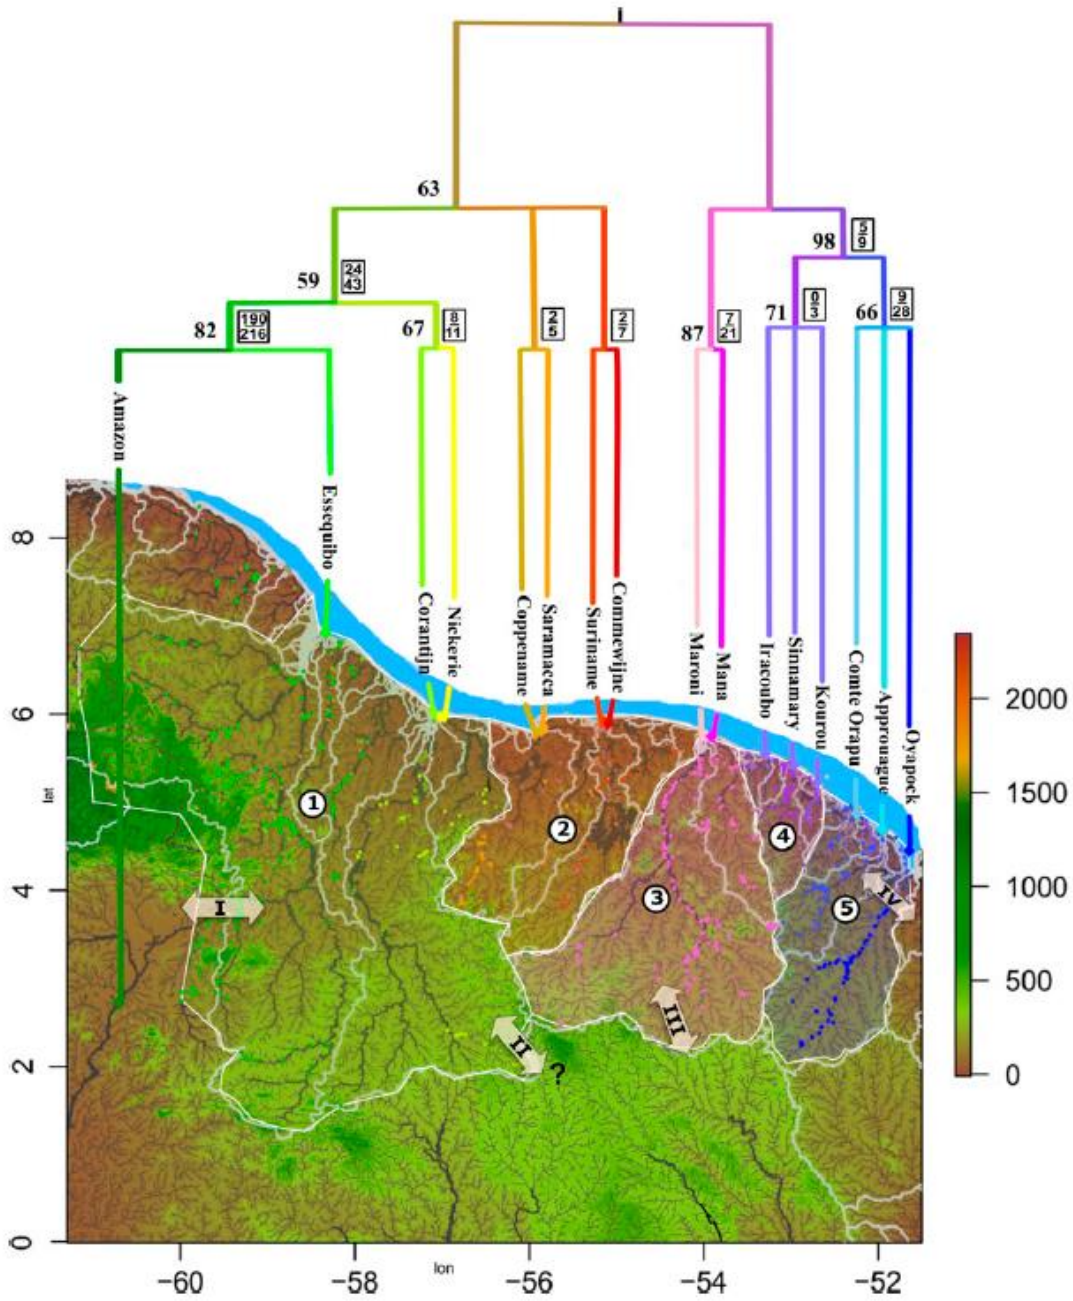 63
98
5
9
59
24
43
82
190
216
67
8
11
2
5
2
7
87
7
21
71
0
3
66
9
28
Amazon
Essequibo
Corantijn
Nickerie
Coppename
Saramacca
Suriname
Commewijne
Maroni
Mana
Iracoubo
Sinnamary
Kourou
Comte Orapu
Approuague
Oyapock
8
6
4
2
0
lat
1
2
3
4
5
I
II
?
III
IV
2000
1500
1000
500
0
−60
−58
lon
−56
−54
−52